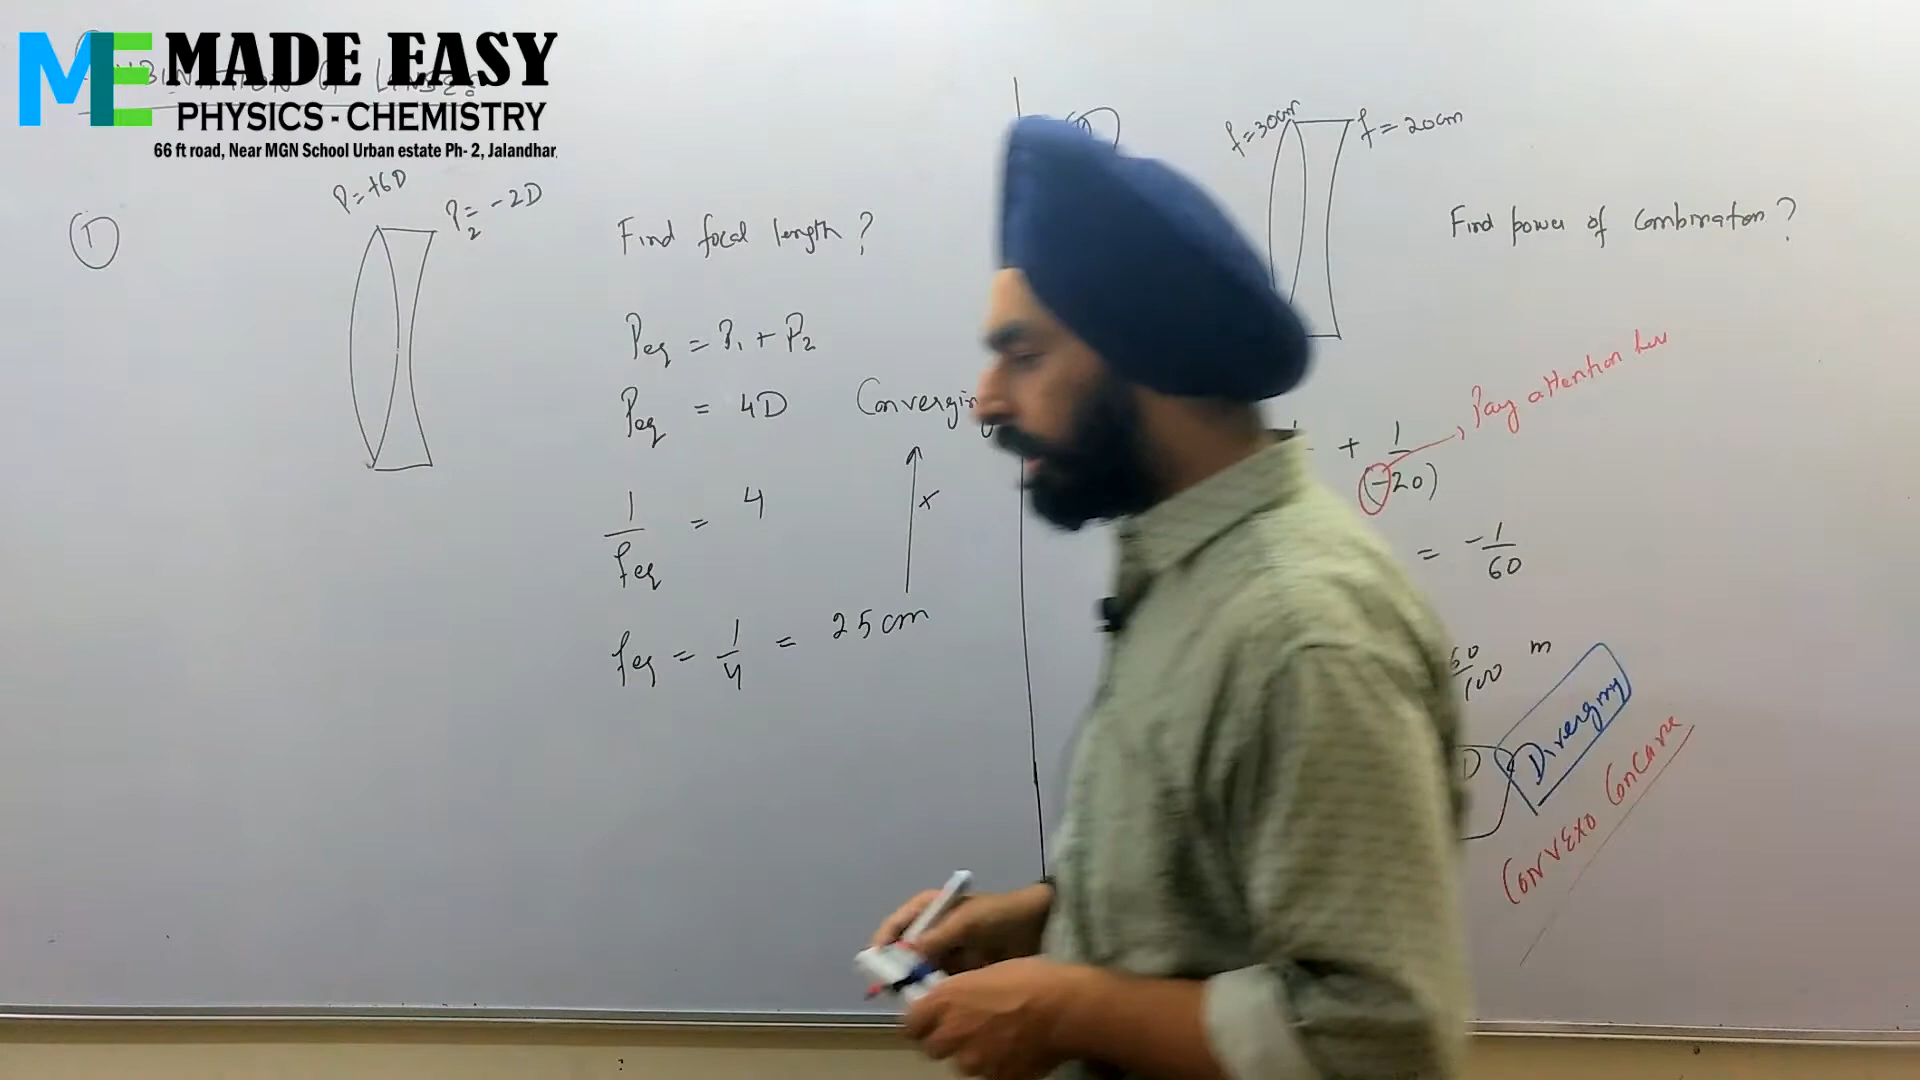 MADE EASY
PHYSICS - CHEMISTRY
66 ft road, Near MGN School Urban estate Ph- 2, Jalandhar,
LENSES
1
P = +6D
P₂ = -2D
Find focal length ?
Peq = P₁ + P₂
Peq = 4D Converging
1/feq = 4
feq = 1/4 = 25 cm
+
f = 30cm
f = 20cm
Find power of combination ?
Pay attention here
+ 1/(-20)
= -1/60
60/100 m
D
Diverging
CONVEXO CONCAVE